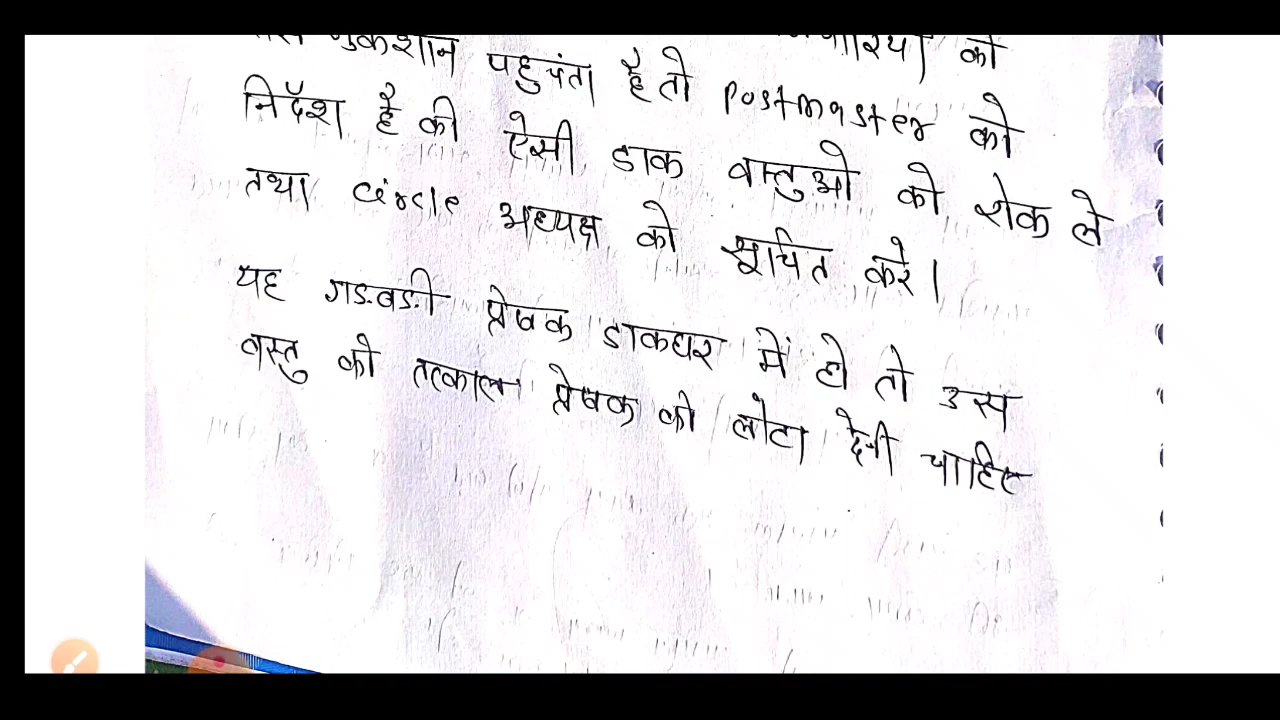 नुकशान पहुचंता है तो Postmaster को
निर्देश है की ऐसी डाक वस्तुओ को रोक ले
तथा circle अध्यक्ष को सूचित करे।
यह गड.बडी प्रेषक डाकघर में हो तो उस
वस्तु को तत्काल प्रेषक को लोटा देनी चाहिए